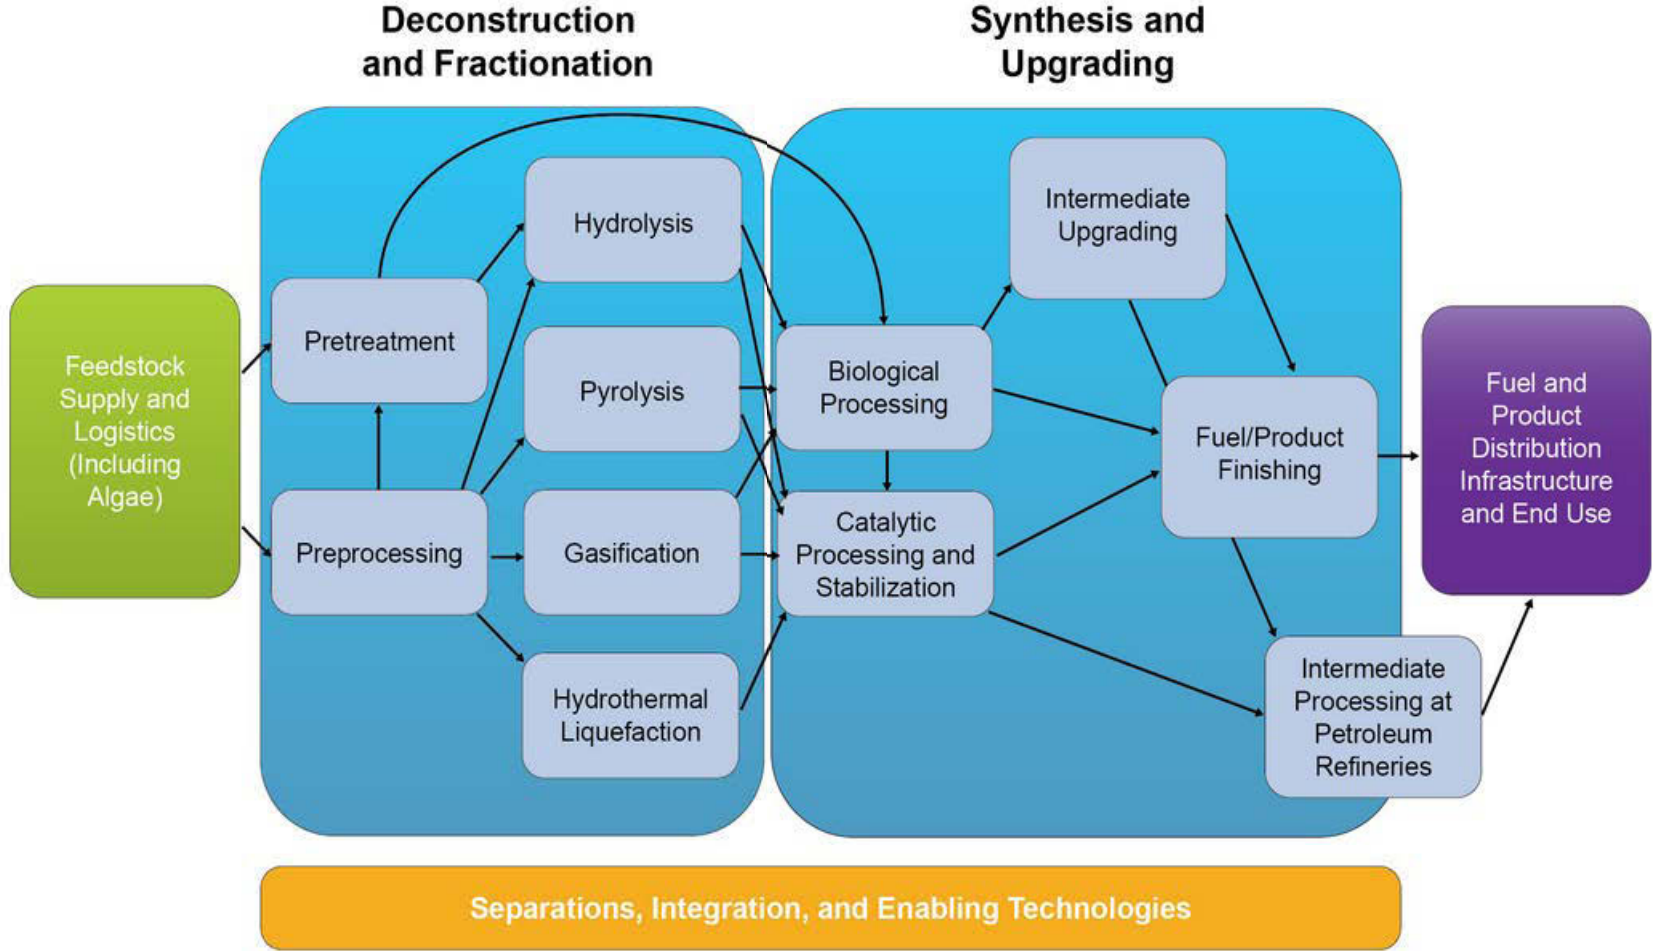 Deconstruction
and Fractionation
Synthesis and
Upgrading
Feedstock
Supply and
Logistics
(Including
Algae)
Pretreatment
Preprocessing
Hydrolysis
Pyrolysis
Gasification
Hydrothermal
Liquefaction
Biological
Processing
Catalytic
Processing and
Stabilization
Intermediate
Upgrading
Fuel/Product
Finishing
Intermediate
Processing at
Petroleum
Refineries
Fuel and
Product
Distribution
Infrastructure
and End Use
Separations, Integration, and Enabling Technologies